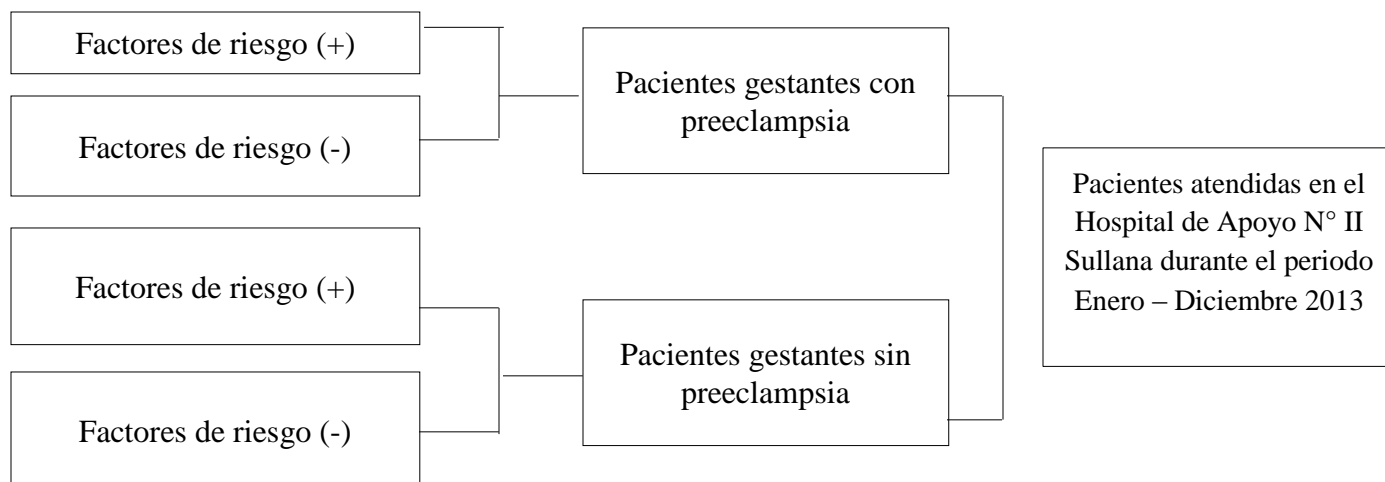 Factores de riesgo (+)
Factores de riesgo (-)
Factores de riesgo (+)
Factores de riesgo (-)
Pacientes gestantes con
preeclampsia
Pacientes gestantes sin
preeclampsia
Pacientes atendidas en el
Hospital de Apoyo N° II
Sullana durante el periodo
Enero – Diciembre 2013